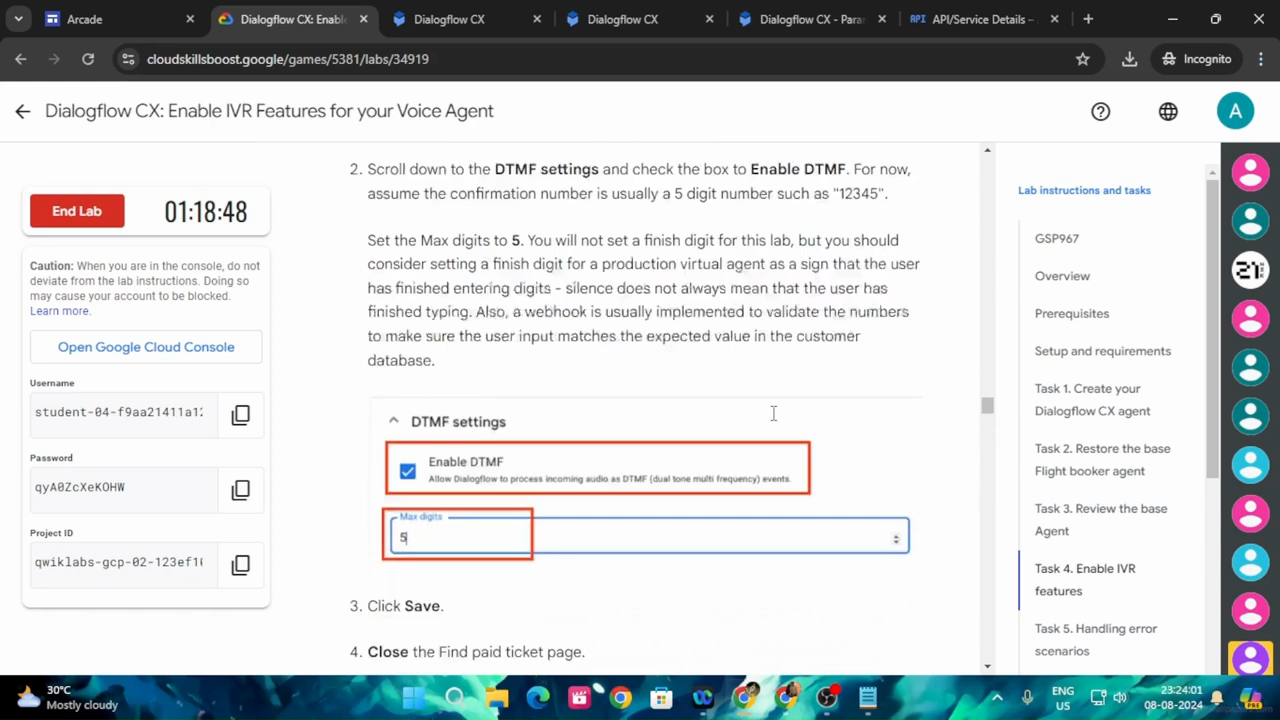 Arcade
Dialogflow CX: Enabl
Dialogflow CX
Dialogflow CX
Dialogflow CX - Para
API
API/Service Details –
cloudskillsboost.google/games/5381/labs/34919
Incognito
Dialogflow CX: Enable IVR Features for your Voice Agent
A
End Lab
01:18:48
Caution: When you are in the console, do not
deviate from the lab instructions. Doing so
may cause your account to be blocked.
Learn more.
Open Google Cloud Console
Username
student-04-f9aa21411a12
Password
qyA0ZcXeKOHW
Project ID
qwiklabs-gcp-02-123ef16
2. Scroll down to the DTMF settings and check the box to Enable DTMF. For now,
assume the confirmation number is usually a 5 digit number such as "12345".
Set the Max digits to 5. You will not set a finish digit for this lab, but you should
consider setting a finish digit for a production virtual agent as a sign that the user
has finished entering digits - silence does not always mean that the user has
finished typing. Also, a webhook is usually implemented to validate the numbers
to make sure the user input matches the expected value in the customer
database.
DTMF settings
Enable DTMF
Allow Dialogflow to process incoming audio as DTMF (dual tone multi frequency) events.
Max digits
5
3. Click Save.
4. Close the Find paid ticket page.
Lab instructions and tasks
GSP967
Overview
Prerequisites
Setup and requirements
Task 1. Create your
Dialogflow CX agent
Task 2. Restore the base
Flight booker agent
Task 3. Review the base
Agent
Task 4. Enable IVR
features
Task 5. Handling error
scenarios
21
30°C
Mostly cloudy
ENG
US
23:24:01
08-08-2024
PRE